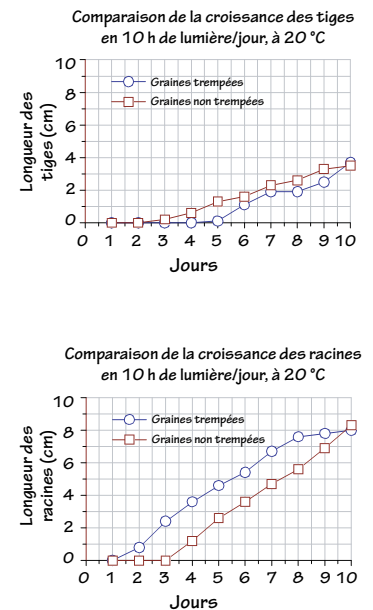 Comparaison de la croissance des tiges
en 10 h de lumière/jour, à 20 °C
Longueur des
tiges (cm)
10
8
6
4
2
0
Graines trempées
Graines non trempées
0 1 2 3 4 5 6 7 8 9 10
Jours
Comparaison de la croissance des racines
en 10 h de lumière/jour, à 20 °C
Longueur des
racines (cm)
10
8
6
4
2
0
Graines trempées
Graines non trempées
0 1 2 3 4 5 6 7 8 9 10
Jours